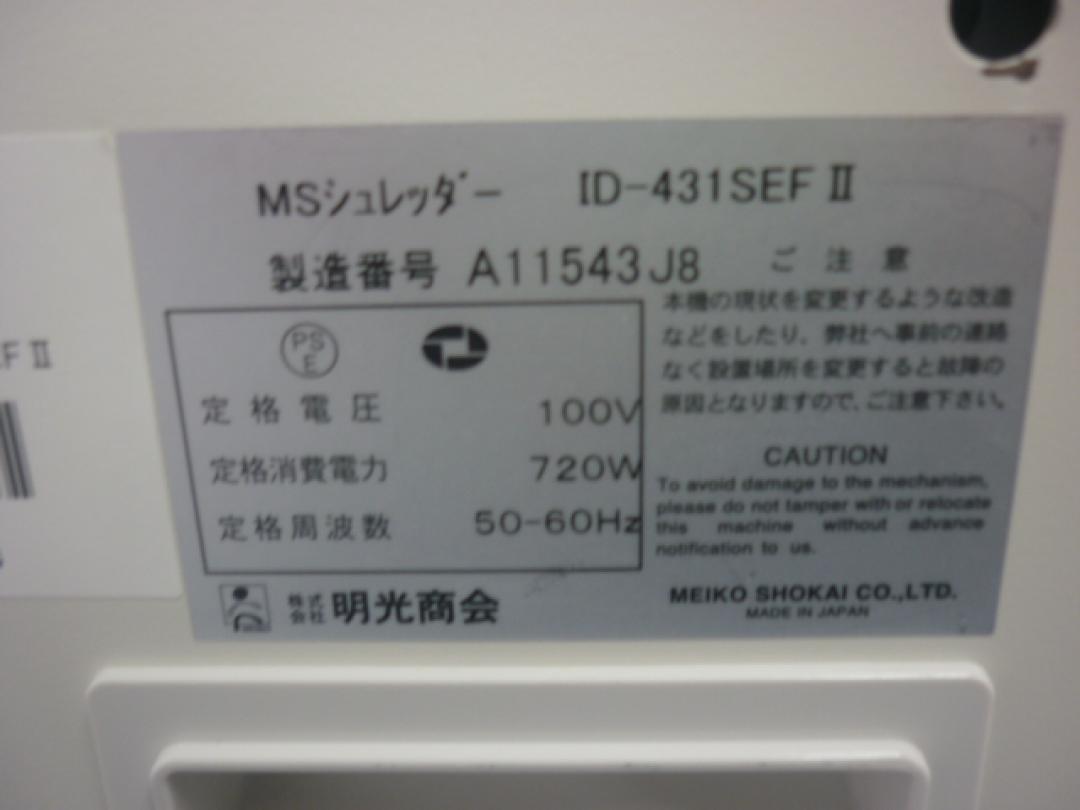 MSシュレッダー ID-431SEFⅡ
製造番号 A11543J8
ご注意
本機の現状を変更するような改造
などをしたり、弊社へ事前の連絡
なく設置場所を変更すると故障の
原因となりますので、ご注意下さい。
PS
E
定格電圧 100V
定格消費電力 720W
定格周波数 50-60Hz
CAUTION
To avoid damage to the mechanism,
please do not tamper with or relocate
this machine without advance
notification to us.
株式
会社 明光商会
MEIKO SHOKAI CO.,LTD.
MADE IN JAPAN
EFⅡ